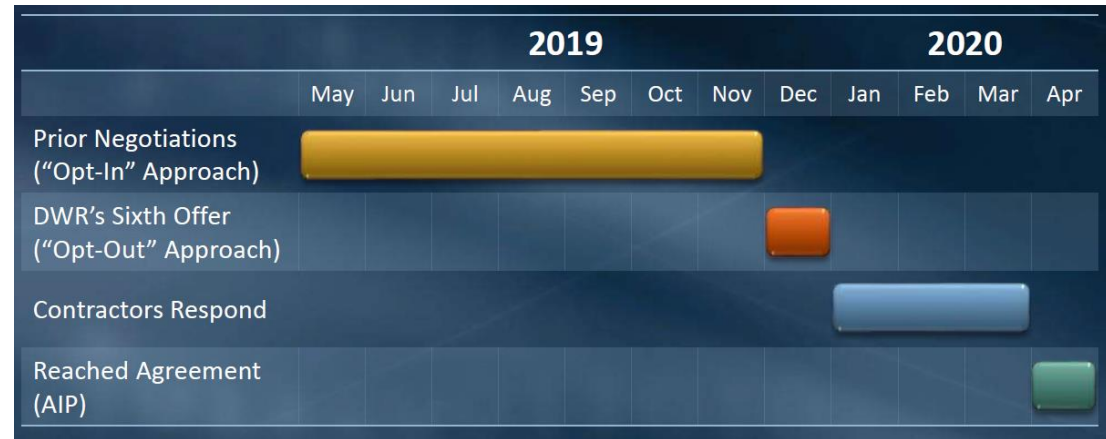 2019 2020
May Jun Jul Aug Sep Oct Nov Dec Jan Feb Mar Apr
Prior Negotiations
(“Opt-In” Approach)
DWR’s Sixth Offer
(“Opt-Out” Approach)
Contractors Respond
Reached Agreement
(AIP)